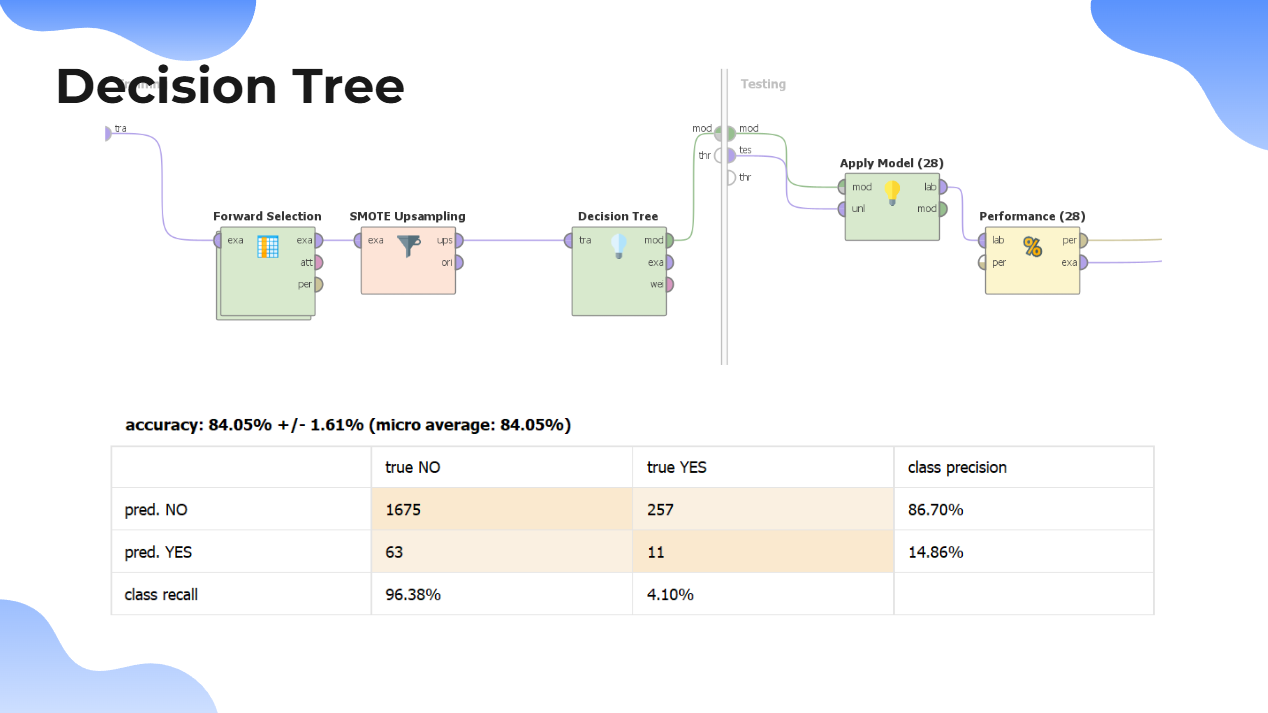 Decision Tree
Testing
tra
mod mod
thr tes
thr
Forward Selection
exa exa
att
per
SMOTE Upsampling
exa ups
ori
Decision Tree
tra mod
exa
wei
Apply Model (28)
mod lab
unl mod
Performance (28)
% 
lab per
per exa
accuracy: 84.05% +/- 1.61% (micro average: 84.05%)
true NO true YES class precision
pred. NO 1675 257 86.70%
pred. YES 63 11 14.86%
class recall 96.38% 4.10%